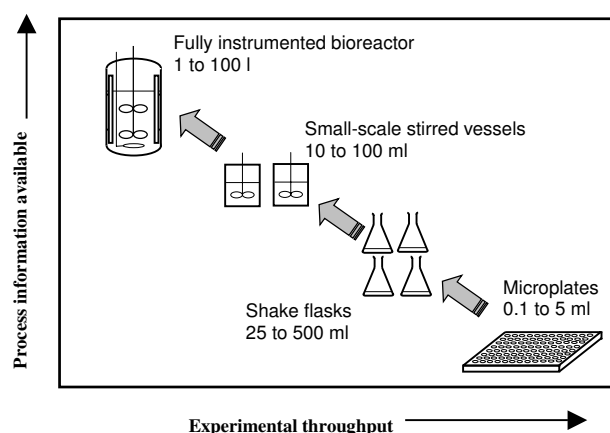 Process information available
Fully instrumented bioreactor
1 to 100 l
Small-scale stirred vessels
10 to 100 ml
Shake flasks
25 to 500 ml
Microplates
0.1 to 5 ml
Experimental throughput